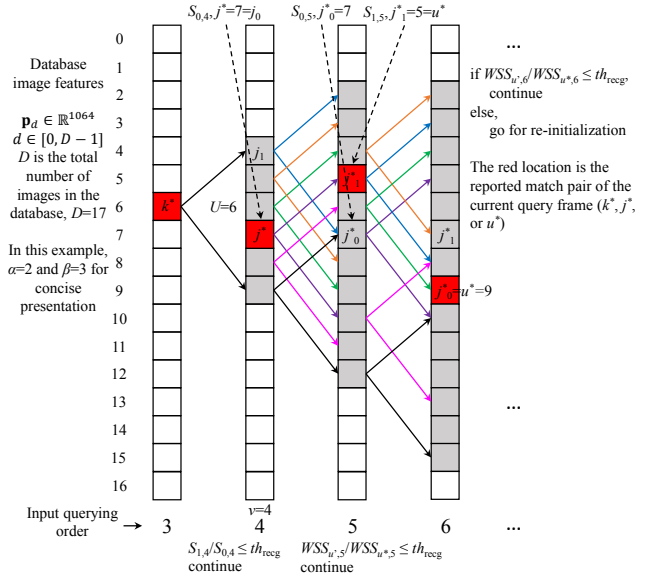 S0,4, j*=7=j0 S0,5, j*0=7 S1,5, j*1=5=u*
0
1
2
3
4
5
6
7
8
9
10
11
12
13
14
15
16
Database
image features
𝐩d ∈ ℝ1064
d ∈ [0, D − 1]
D is the total
number of
images in the
database, D=17
In this example,
α=2 and β=3 for
concise
presentation
k*
U=6
j1
j*
j*0
j*1
j*0=u*=9
...
if WSSu',6/WSSu*,6 ≤ threcg,
continue
else,
go for re-initialization
The red location is the
reported match pair of the
current query frame (k*, j*,
or u*)
...
Input querying
order
v=4
3 4 5 6 ...
S1,4/S0,4 ≤ threcg
continue
WSSu',5/WSSu*,5 ≤ threcg
continue